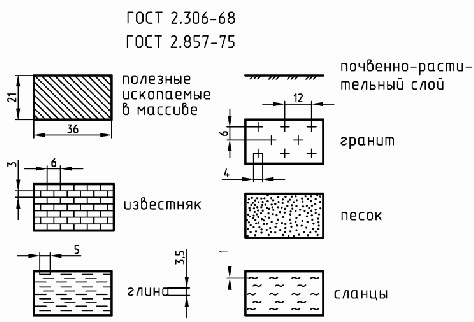 ГОСТ 2.306-68
ГОСТ 2.857-75
21
36
полезные
ископаемые
в массиве
почвенно-расти-
тельный слой
12
6
4
гранит
3
6
известняк
песок
5
глина
3,5
1
сланцы